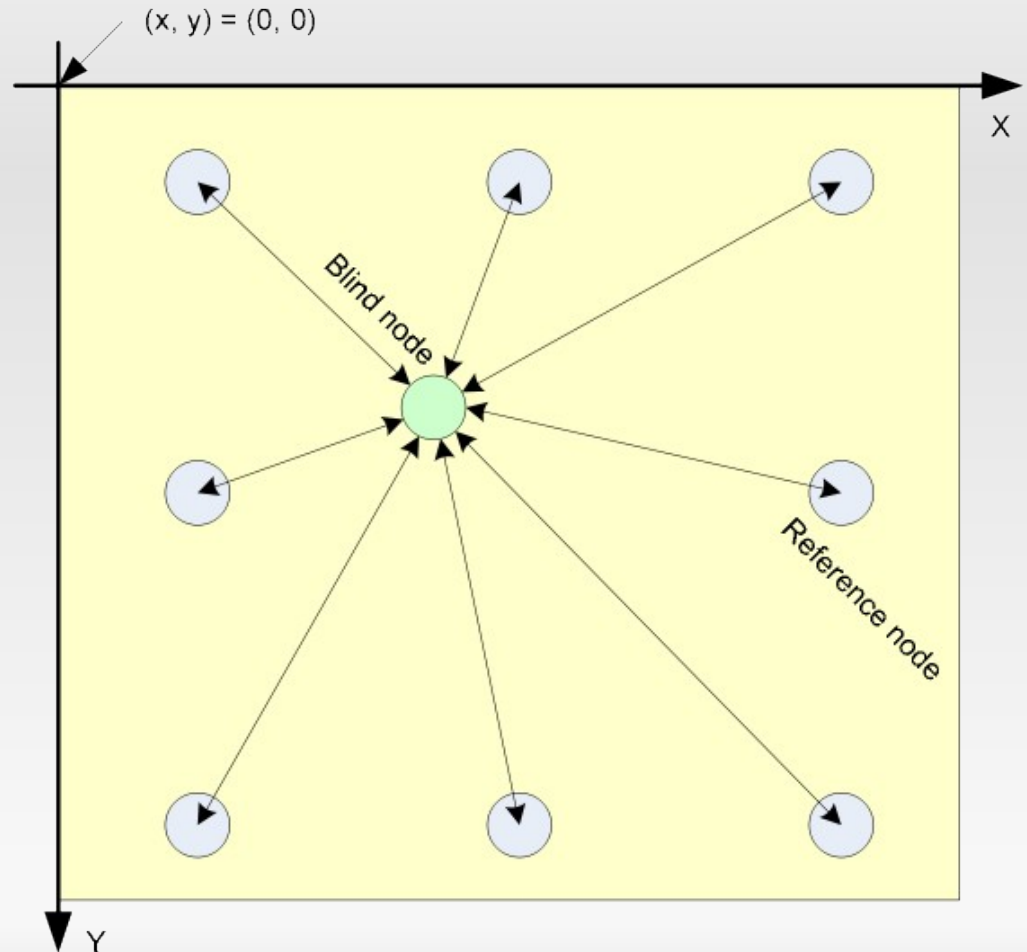 (x, y) = (0, 0)
X
Blind node
Reference node
Y